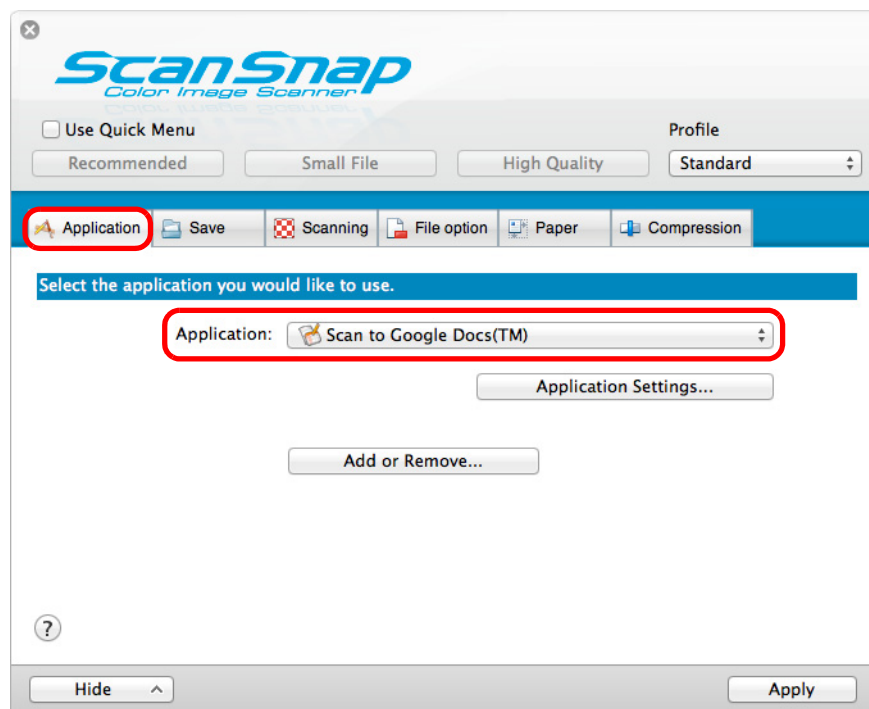 ScanSnap
Color Image Scanner
Use Quick Menu
Profile
Recommended
Small File
High Quality
Standard
Application
Save
Scanning
File option
Paper
Compression
Select the application you would like to use.
Application: Scan to Google Docs(TM)
Application Settings...
Add or Remove...
?
Hide
Apply